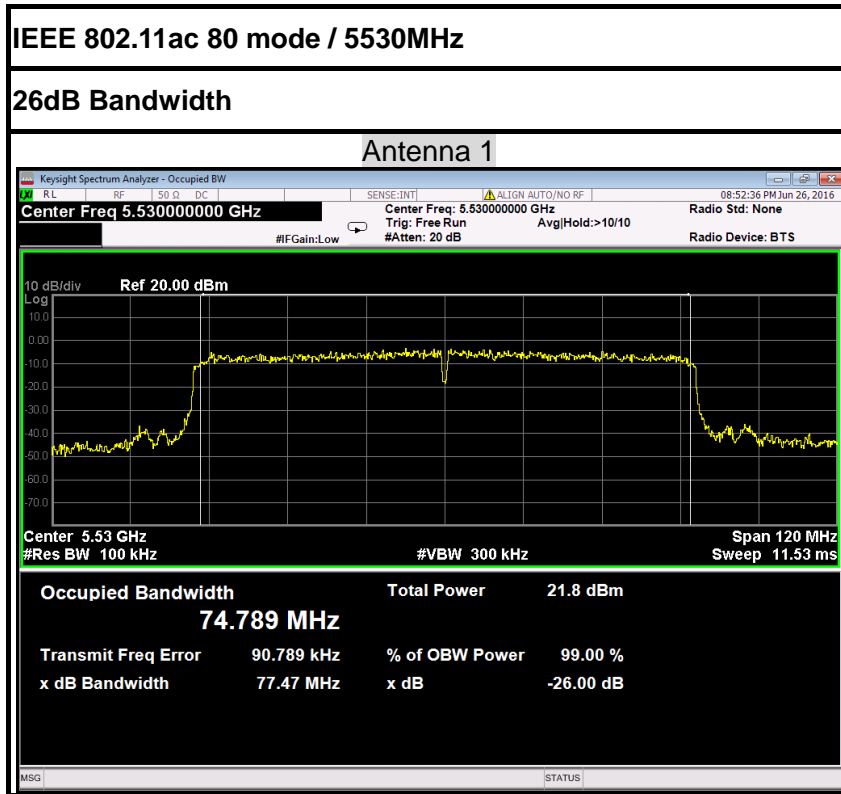 IEEE 802.11ac 80 mode / 5530MHz
26dB Bandwidth
Antenna 1
Keysight Spectrum Analyzer - Occupied BW
LXI RL RF 50 Ω DC SENSE:INT ALIGN AUTO/NO RF 08:52:36 PM Jun 26, 2016
Center Freq 5.530000000 GHz Center Freq: 5.530000000 GHz Radio Std: None
Trig: Free Run Avg|Hold:>10/10
#IFGain:Low #Atten: 20 dB Radio Device: BTS
10 dB/div Ref 20.00 dBm
Log
10.0
0.00
-10.0
-20.0
-30.0
-40.0
-50.0
-60.0
-70.0
Center 5.53 GHz Span 120 MHz
#Res BW 100 kHz #VBW 300 kHz Sweep 11.53 ms
Occupied Bandwidth Total Power 21.8 dBm
74.789 MHz
Transmit Freq Error 90.789 kHz % of OBW Power 99.00 %
x dB Bandwidth 77.47 MHz x dB -26.00 dB
MSG STATUS